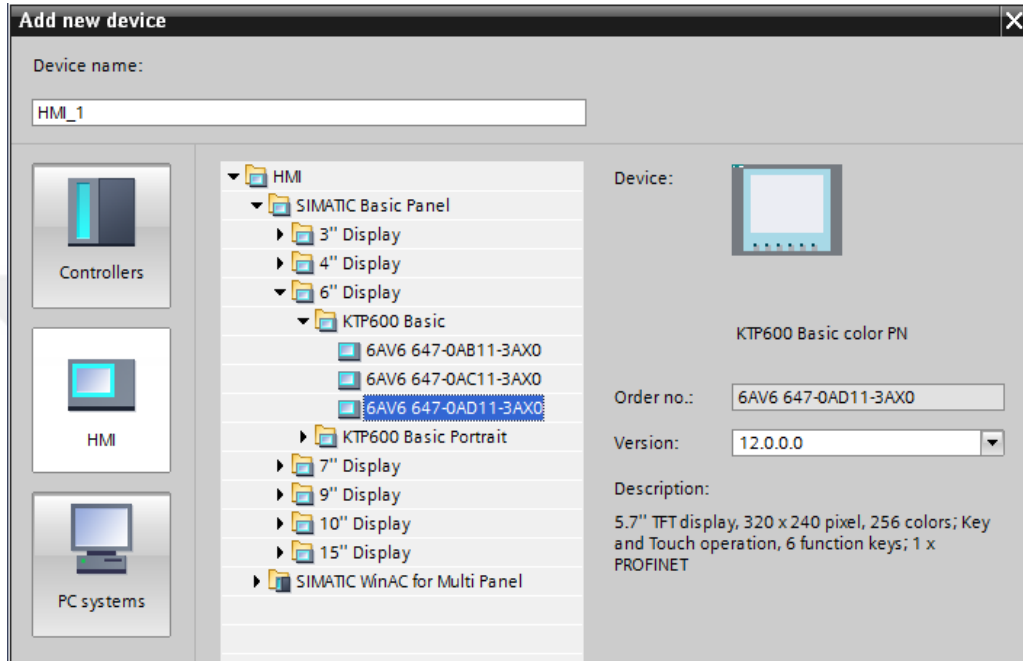 Add new device
Device name:
HMI_1
Controllers
HMI
PC systems
HMI
SIMATIC Basic Panel
3" Display
4" Display
6" Display
KTP600 Basic
6AV6 647-0AB11-3AX0
6AV6 647-0AC11-3AX0
6AV6 647-0AD11-3AX0
KTP600 Basic Portrait
7" Display
9" Display
10" Display
15" Display
SIMATIC WinAC for Multi Panel
Device:
KTP600 Basic color PN
Order no.: 6AV6 647-0AD11-3AX0
Version: 12.0.0.0
Description:
5.7" TFT display, 320 x 240 pixel, 256 colors; Key
and Touch operation, 6 function keys; 1 x
PROFINET